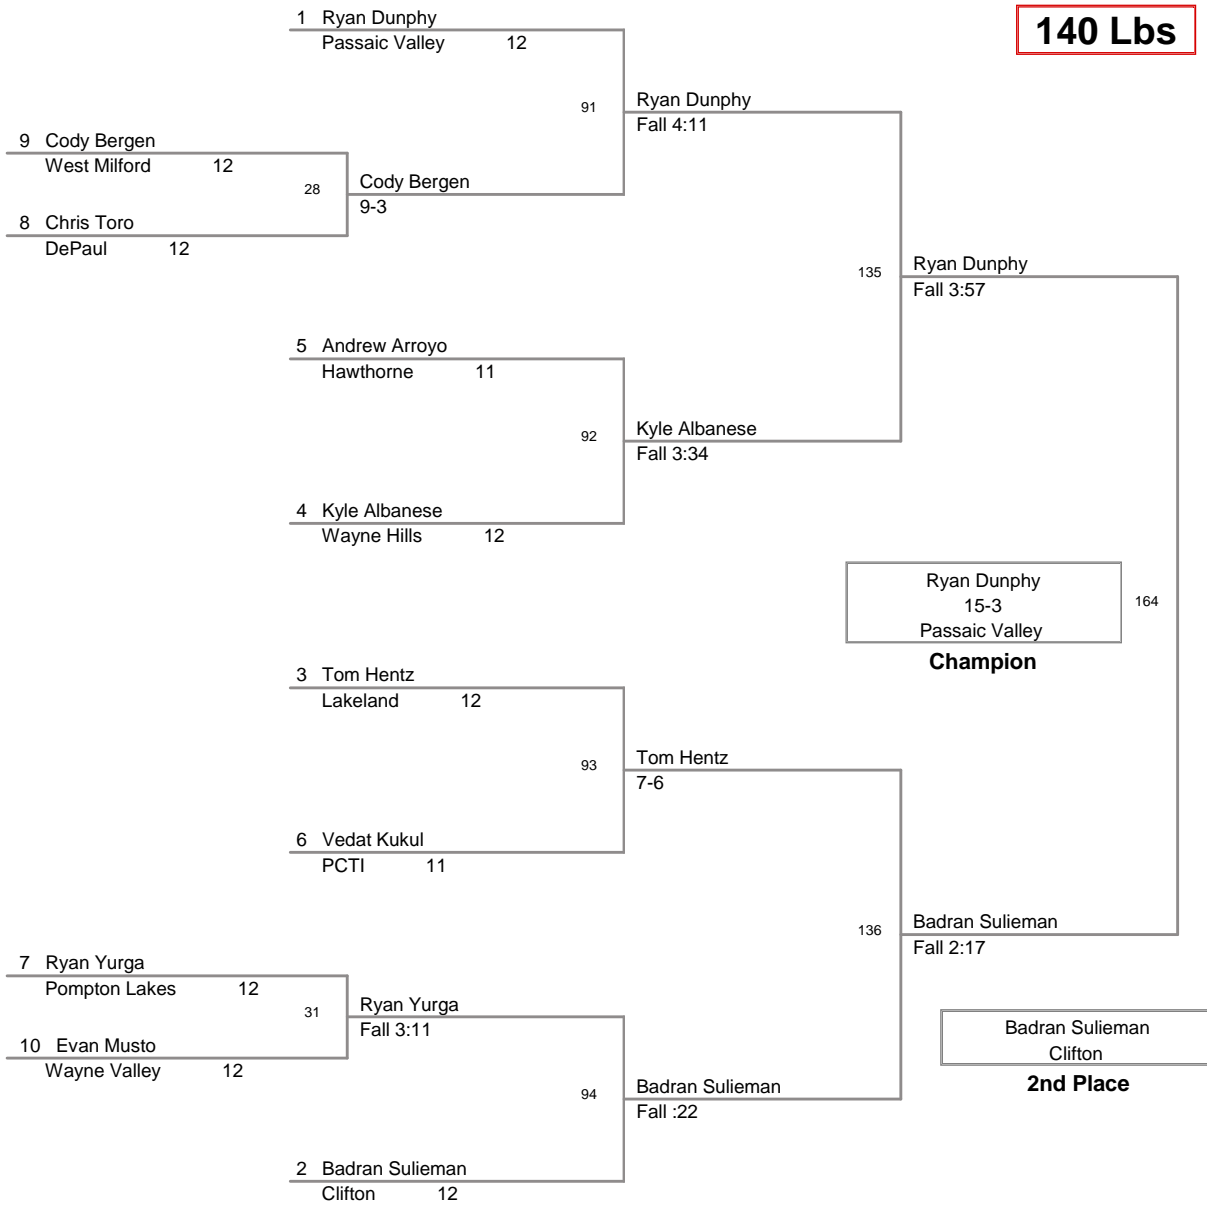 140 Lbs
1 Ryan Dunphy
Passaic Valley 12
91
Ryan Dunphy
Fall 4:11
9 Cody Bergen
West Milford 12
28
Cody Bergen
9-3
8 Chris Toro
DePaul 12
135
Ryan Dunphy
Fall 3:57
5 Andrew Arroyo
Hawthorne 11
92
Kyle Albanese
Fall 3:34
4 Kyle Albanese
Wayne Hills 12
Ryan Dunphy
15-3
Passaic Valley
Champion
164
3 Tom Hentz
Lakeland 12
93
Tom Hentz
7-6
6 Vedat Kukul
PCTI 11
136
Badran Sulieman
Fall 2:17
7 Ryan Yurga
Pompton Lakes 12
31
Ryan Yurga
Fall 3:11
10 Evan Musto
Wayne Valley 12
94
Badran Sulieman
Fall :22
2 Badran Sulieman
Clifton 12
Badran Sulieman
Clifton
2nd Place